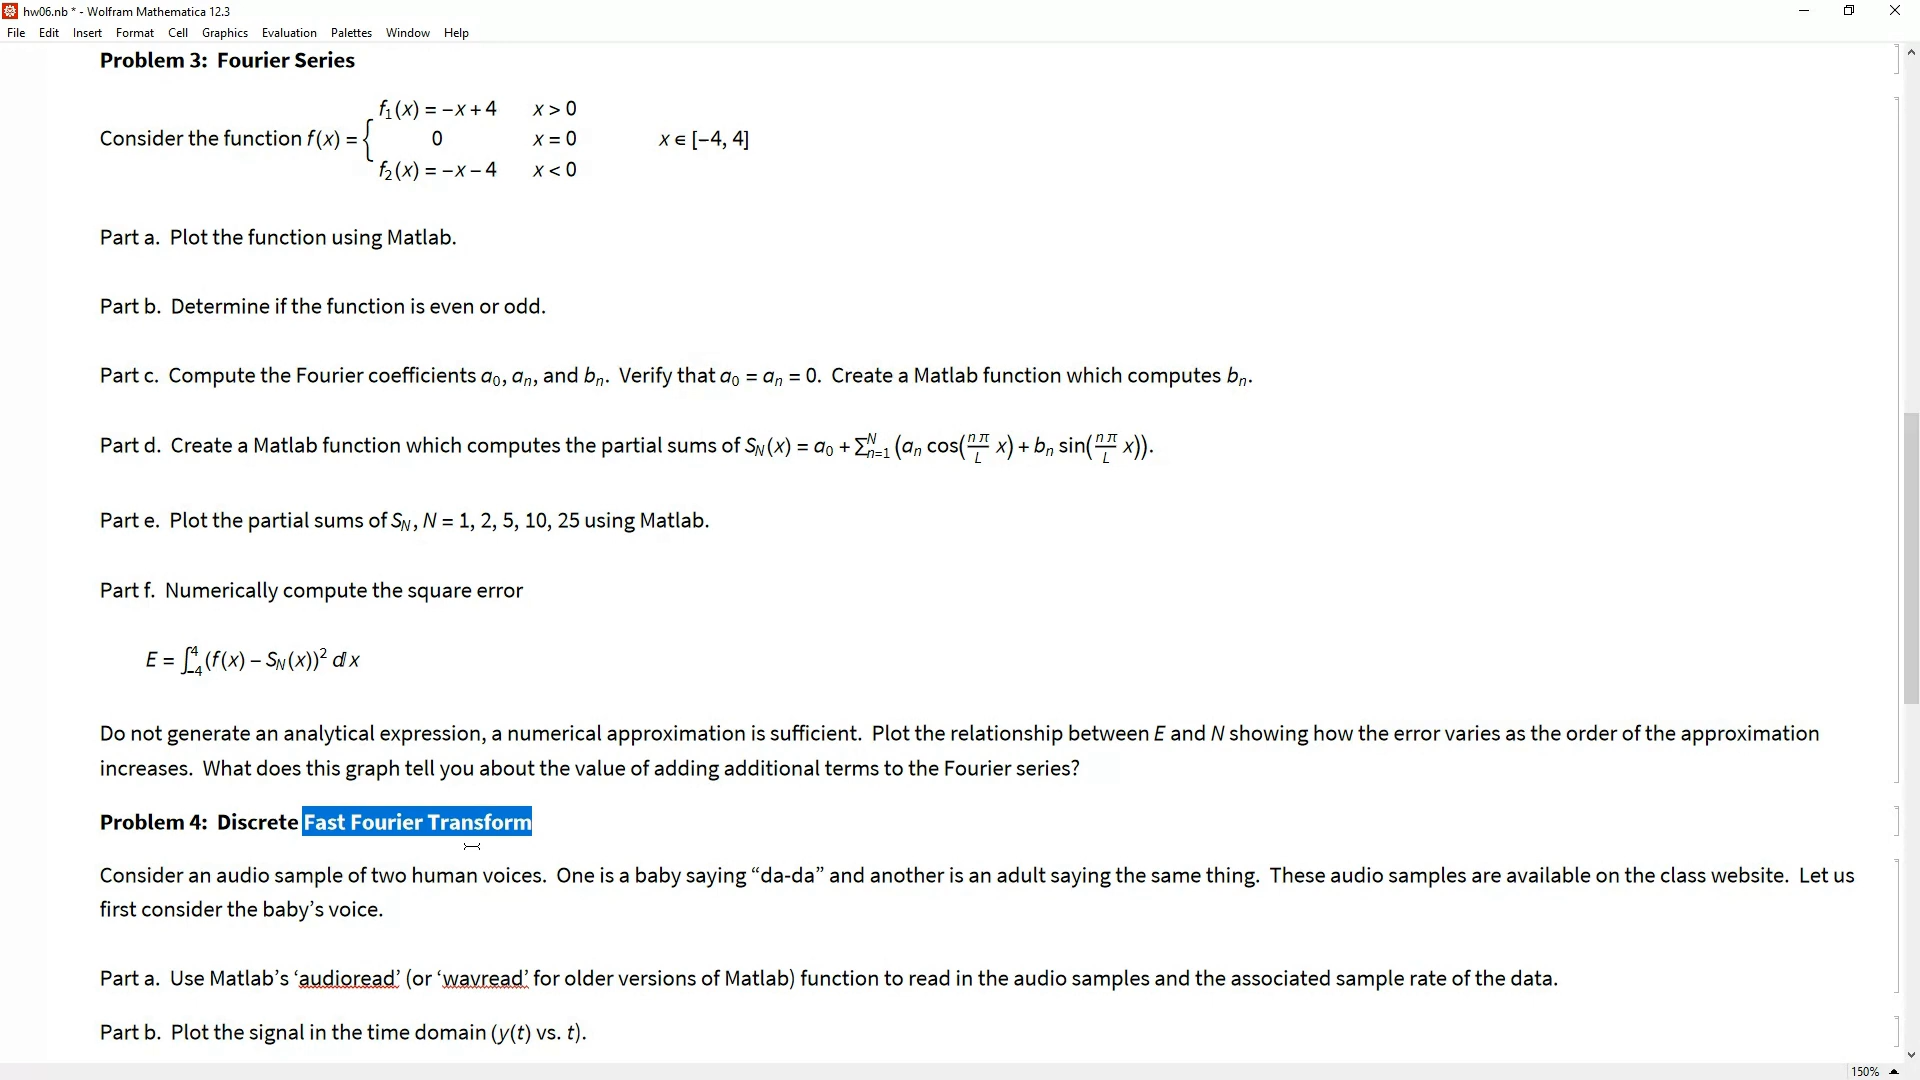 hw06.nb * - Wolfram Mathematica 12.3
File Edit Insert Format Cell Graphics Evaluation Palettes Window Help
Problem 3: Fourier Series
f₁(x) = −x + 4 x > 0
Consider the function f(x) = { 0 x = 0 x ∈ [−4, 4]
f₂(x) = −x − 4 x < 0
Part a. Plot the function using Matlab.
Part b. Determine if the function is even or odd.
Part c. Compute the Fourier coefficients a₀, aₙ, and bₙ. Verify that a₀ = aₙ = 0. Create a Matlab function which computes bₙ.
Part d. Create a Matlab function which computes the partial sums of S_N(x) = a₀ + ∑_{n=1}^{N} (aₙ cos(nπ/L x) + bₙ sin(nπ/L x)).
Part e. Plot the partial sums of S_N, N = 1, 2, 5, 10, 25 using Matlab.
Part f. Numerically compute the square error
E = ∫_{−4}^{4} (f(x) − S_N(x))² ⅆx
Do not generate an analytical expression, a numerical approximation is sufficient. Plot the relationship between E and N showing how the error varies as the order of the approximation
increases. What does this graph tell you about the value of adding additional terms to the Fourier series?
Problem 4: Discrete Fast Fourier Transform
Consider an audio sample of two human voices. One is a baby saying “da-da” and another is an adult saying the same thing. These audio samples are available on the class website. Let us
first consider the baby’s voice.
Part a. Use Matlab’s ‘audioread’ (or ‘wavread’ for older versions of Matlab) function to read in the audio samples and the associated sample rate of the data.
Part b. Plot the signal in the time domain (y(t) vs. t).
150%